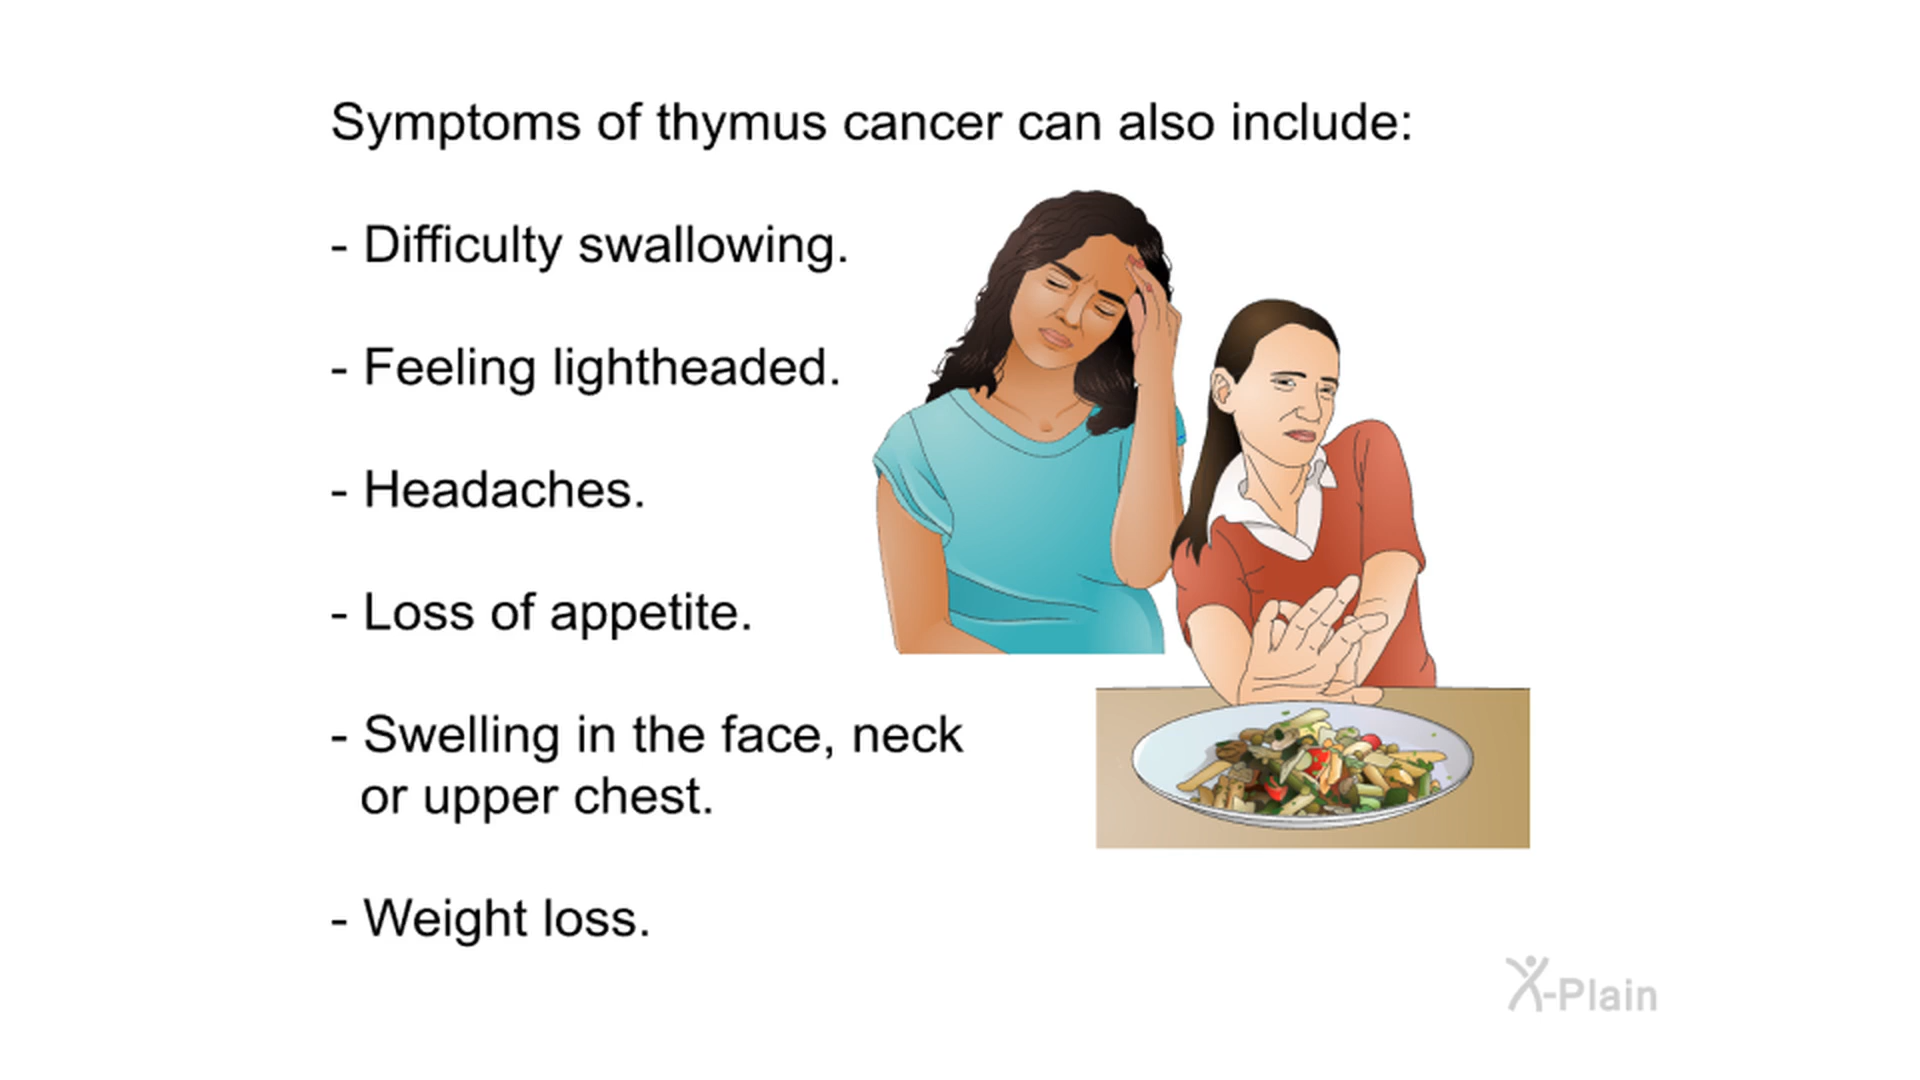 Symptoms of thymus cancer can also include:
- Difficulty swallowing.
- Feeling lightheaded.
- Headaches.
- Loss of appetite.
- Swelling in the face, neck
or upper chest.
- Weight loss.
X-Plain